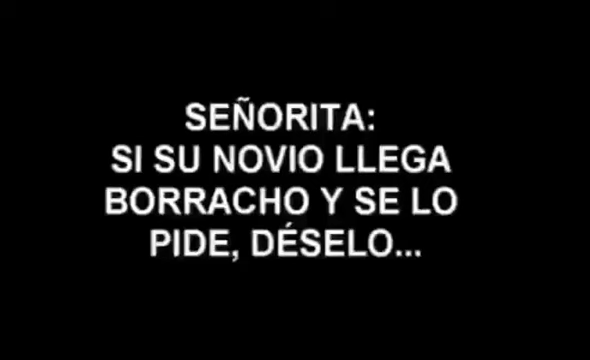 SEÑORITA:
SI SU NOVIO LLEGA
BORRACHO Y SE LO
PIDE, DÉSELO...